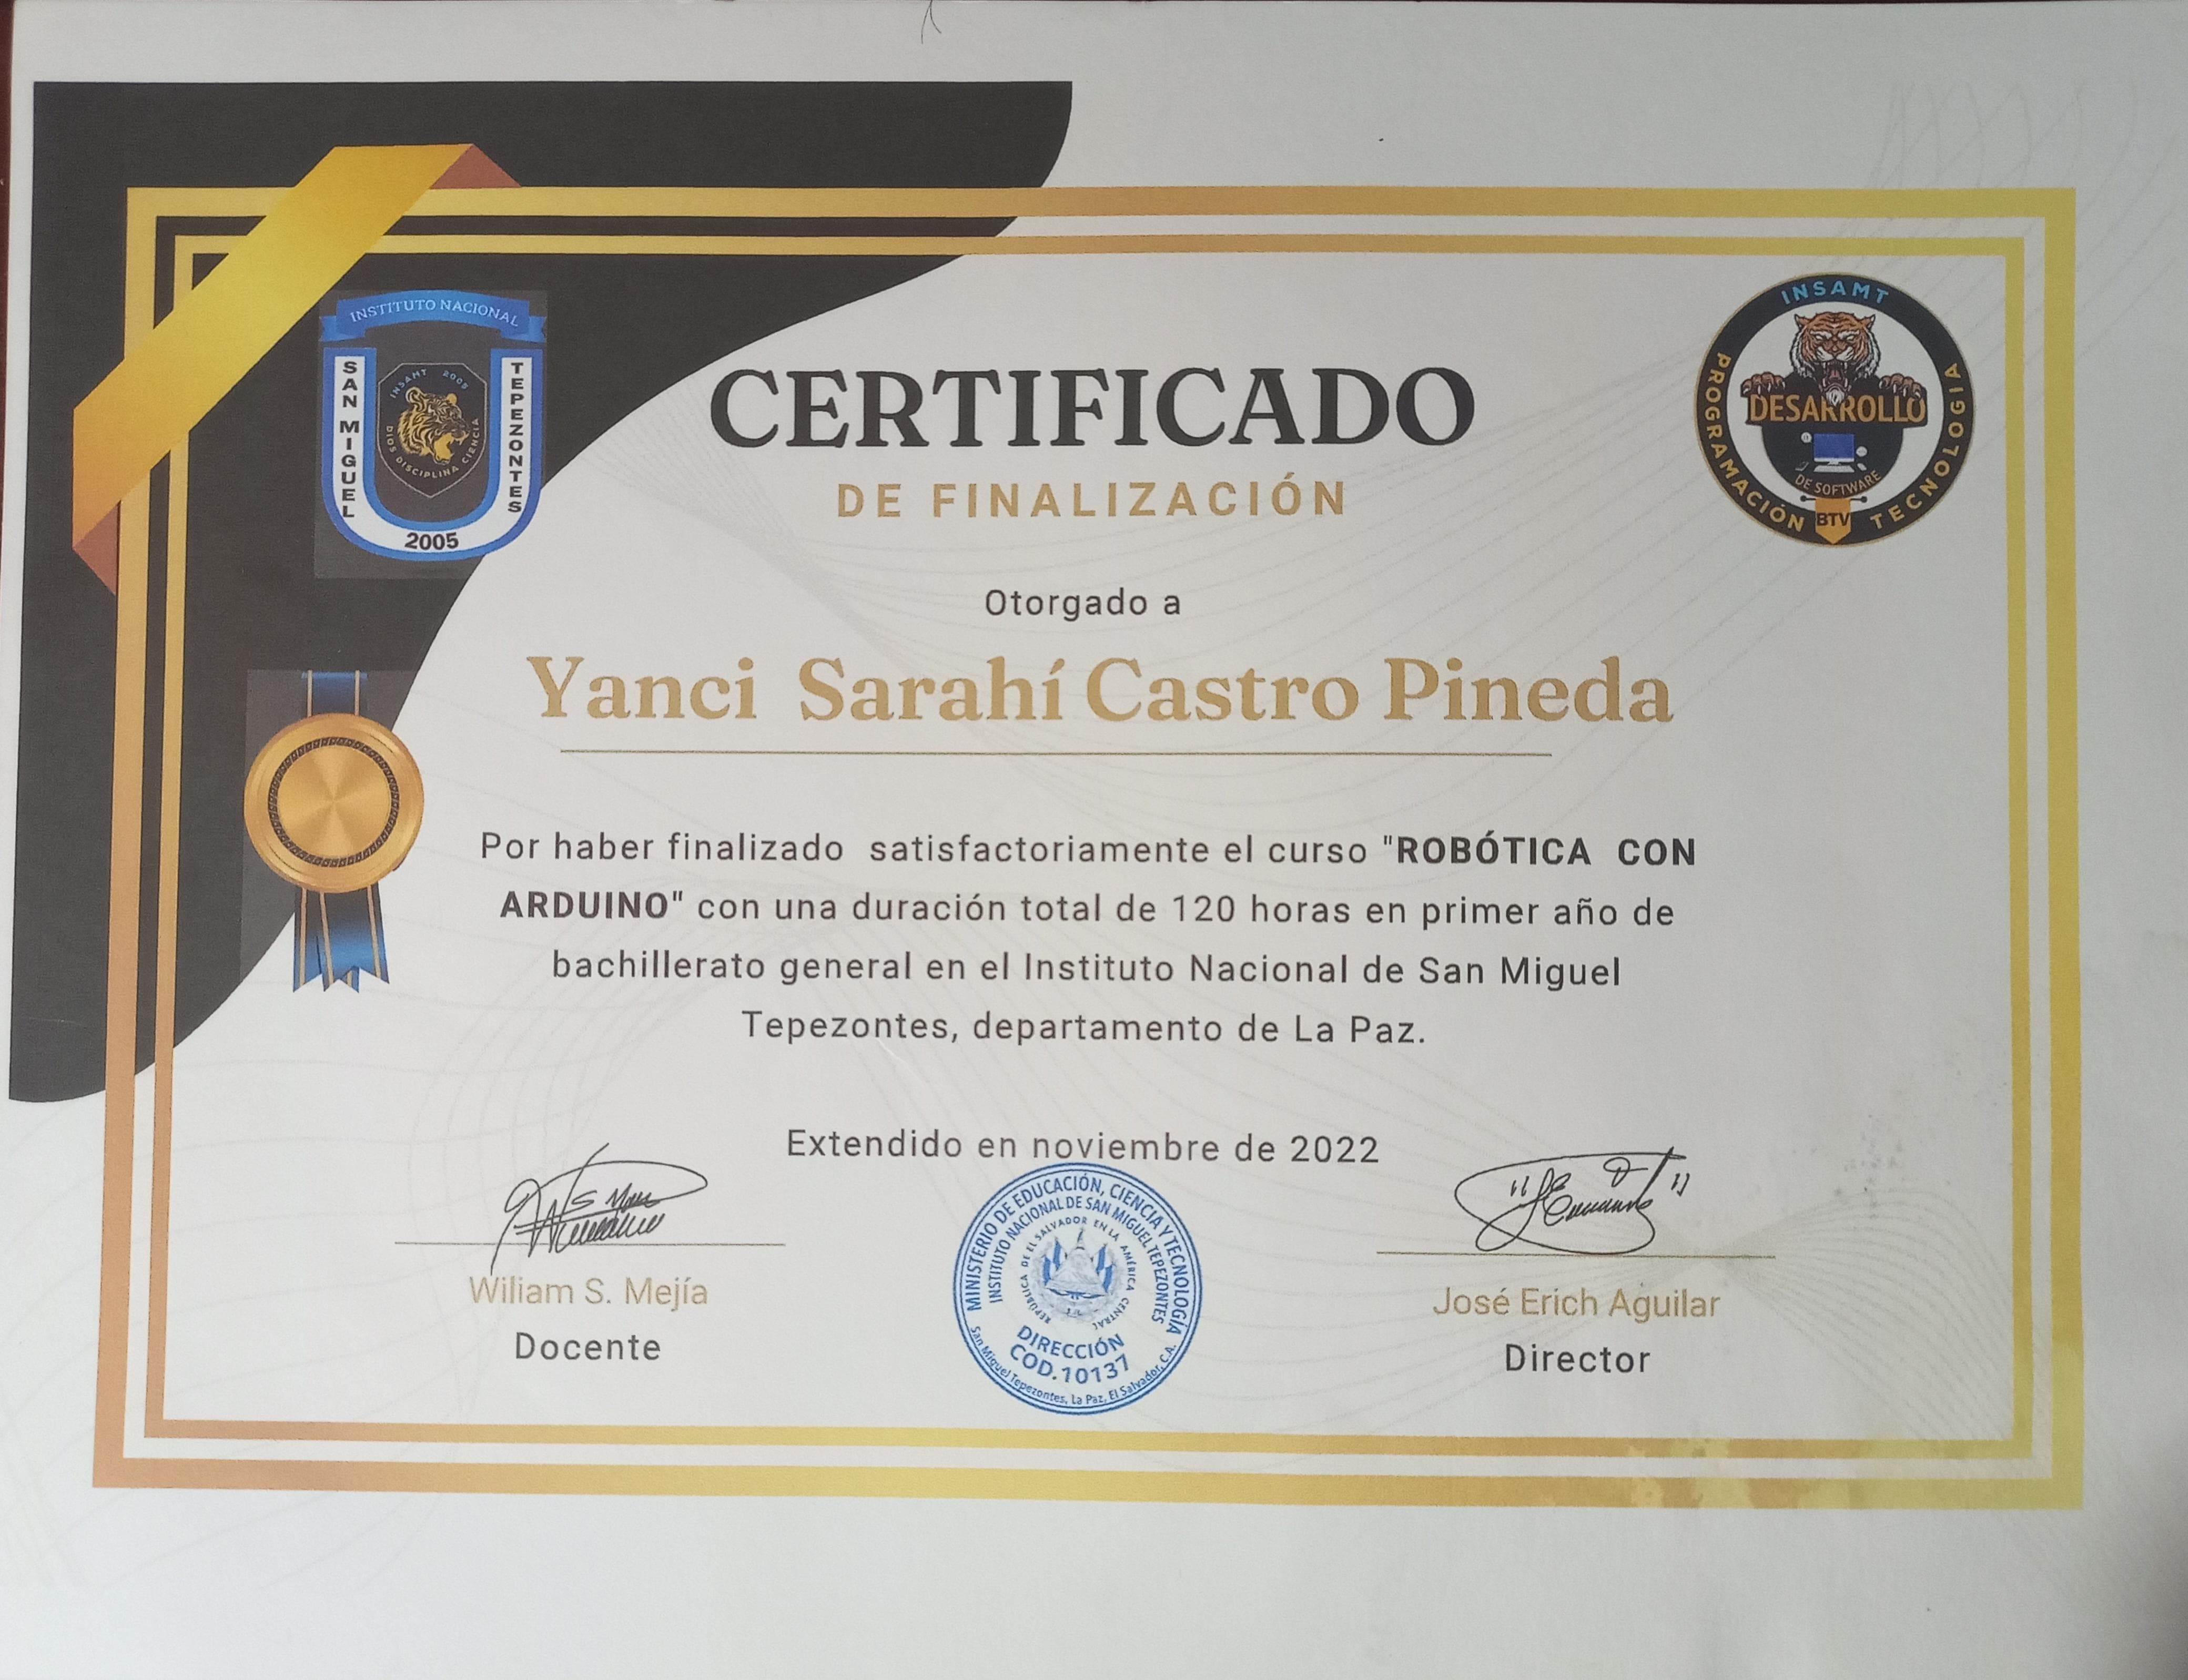 INSTITUTO NACIONAL
SAN MIGUEL
TEPEZONTES
INSAMT 2005
DIOS DISCIPLINA CIENCIA
2005
INSAMT
PROGRAMACIÓN
TECNOLOGIA
DESARROLLO
DE SOFTWARE
BTV
CERTIFICADO
DE FINALIZACIÓN
Otorgado a
Yanci Sarahí Castro Pineda
Por haber finalizado satisfactoriamente el curso "ROBÓTICA CON
ARDUINO" con una duración total de 120 horas en primer año de
bachillerato general en el Instituto Nacional de San Miguel
Tepezontes, departamento de La Paz.
Extendido en noviembre de 2022
Wiliam S. Mejía
Docente
MINISTERIO DE EDUCACIÓN, CIENCIA Y TECNOLOGÍA
INSTITUTO NACIONAL DE SAN MIGUEL TEPEZONTES
REPÚBLICA DE EL SALVADOR EN LA AMÉRICA CENTRAL
DIRECCIÓN
COD.10137
San Miguel Tepezontes, La Paz, El Salvador, C.A.
José Erich Aguilar
Director